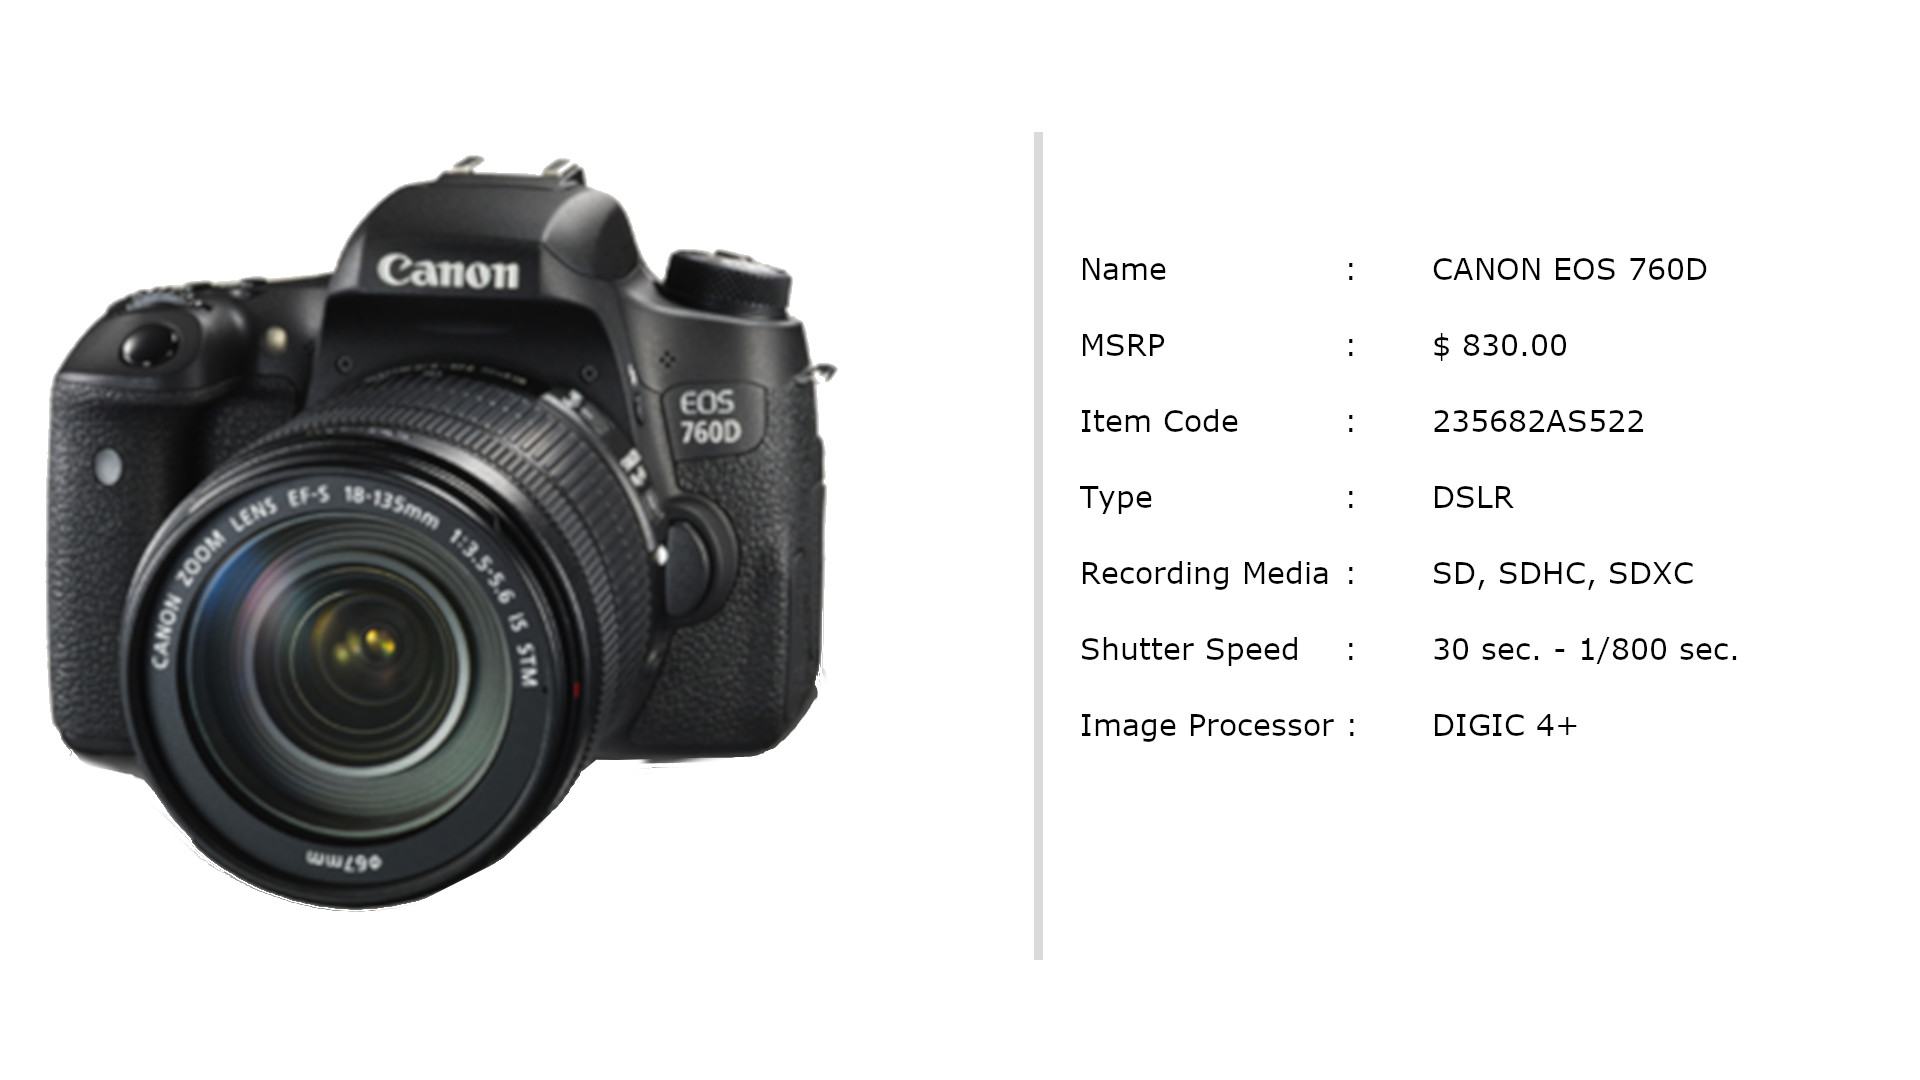 Canon
EOS
760D
CANON ZOOM LENS EF-S 18-135mm 1:3.5-5.6 IS STM
Φ67mm
Name : CANON EOS 760D
MSRP : $ 830.00
Item Code : 235682AS522
Type : DSLR
Recording Media : SD, SDHC, SDXC
Shutter Speed : 30 sec. - 1/800 sec.
Image Processor : DIGIC 4+